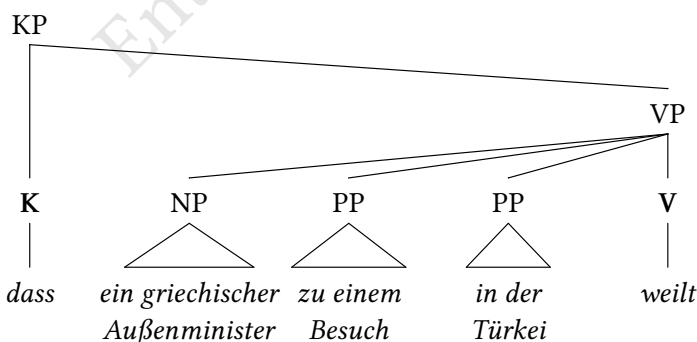 KP
VP
K NP PP PP V
dass ein griechischer zu einem in der weilt
Außenminister Besuch Türkei